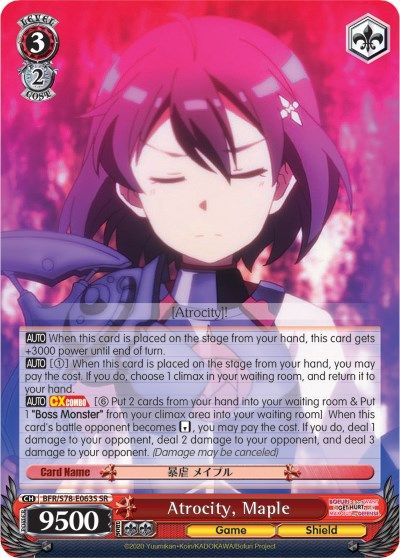 LEVEL
3
2
COST
[Atrocity]!
AUTO When this card is placed on the stage from your hand, this card gets
+3000 power until end of turn.
AUTO [①] When this card is placed on the stage from your hand, you may
pay the cost. If you do, choose 1 climax in your waiting room, and return it to
your hand.
AUTO CXCOMBO [⑥ Put 2 cards from your hand into your waiting room & Put
1 "Boss Monster" from your climax area into your waiting room] When this
card's battle opponent becomes, you may pay the cost. If you do, deal 1
damage to your opponent, deal 2 damage to your opponent, and deal 3
damage to your opponent. (Damage may be canceled)
Card Name
暴虐 メイプル
CH BFR/S78-E063S SR
POWER
9500
Atrocity, Maple
Game
Shield
©2020 Yuumikan・Koin/KADOKAWA/Bofuri Project